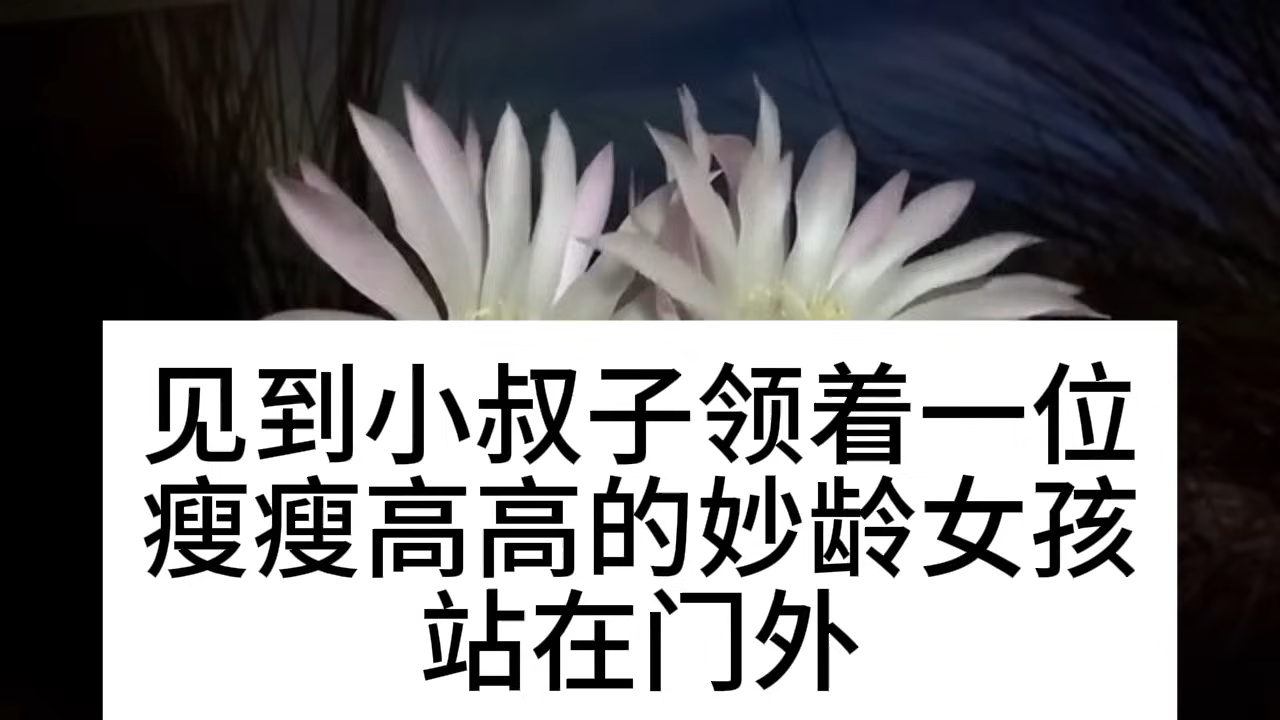 见到小叔子领着一位
瘦瘦高高的妙龄女孩
站在门外